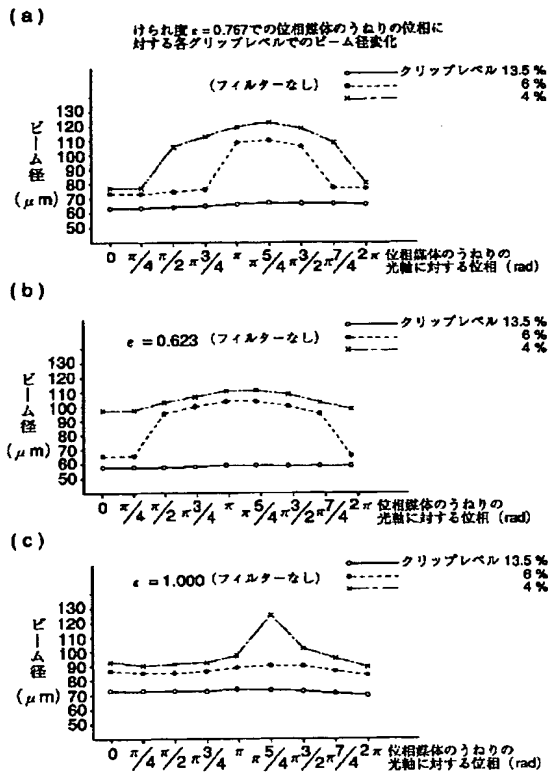 (a)
けられ度 ε = 0.767での位相媒体のうねりの位相に
対する各グリップレベルでのビーム径変化
(フィルターなし)
クリップレベル 13.5 %
6 %
4 %
ビーム径
(μm)
130
120
110
100
90
80
70
60
50
0 π/4 π/2 π3/4 π π5/4 π3/2 π7/4 2π
位相媒体のうねりの
光軸に対する位相 (rad)
(b)
ε = 0.623 (フィルターなし)
クリップレベル 13.5 %
6 %
4 %
ビーム径
(μm)
130
120
110
100
90
80
70
60
50
0 π/4 π/2 π3/4 π π5/4 π3/2 π7/4 2π
位相媒体のうねりの
光軸に対する位相 (rad)
(c)
ε = 1.000 (フィルターなし)
クリップレベル 13.5 %
6 %
4 %
ビーム径
(μm)
130
120
110
100
90
80
70
60
50
0 π/4 π/2 π3/4 π π5/4 π3/2 π7/4 2π
位相媒体のうねりの
光軸に対する位相 (rad)